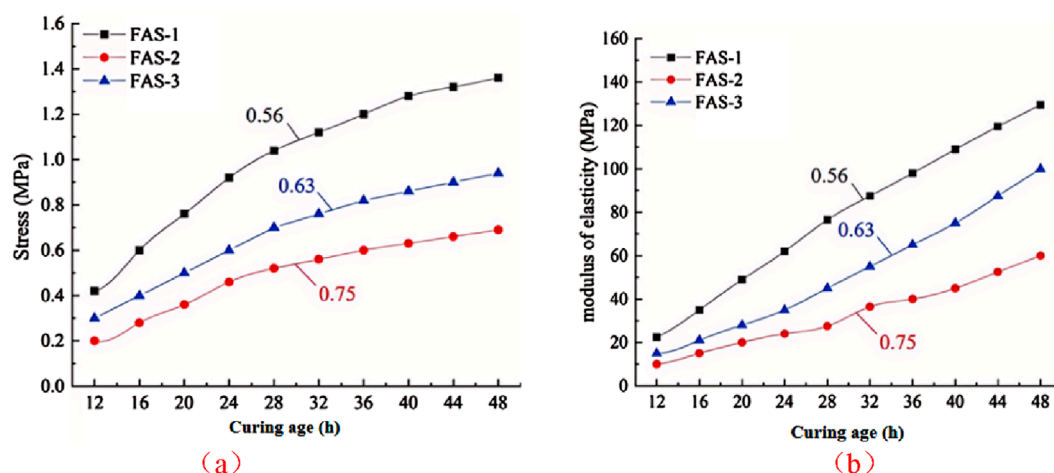 FAS-1
FAS-2
FAS-3
1.6
1.4
1.2
1.0
0.8
0.6
0.4
0.2
0.0
Stress (MPa)
0.56
0.63
0.75
12 16 20 24 28 32 36 40 44 48
Curing age (h)
(a)
FAS-1
FAS-2
FAS-3
160
140
120
100
80
60
40
20
0
modulus of elasticity (MPa)
0.56
0.63
0.75
12 16 20 24 28 32 36 40 44 48
Curing age (h)
(b)